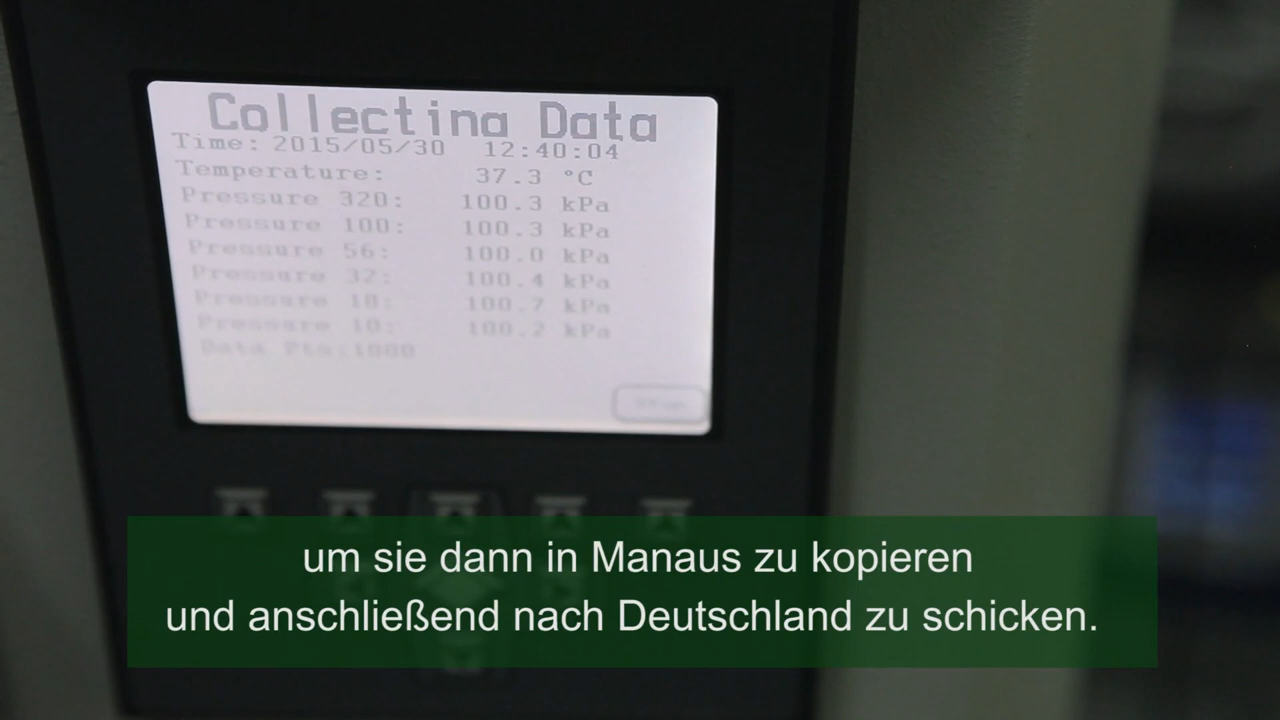 Collecting Data
Time: 2015/05/30 12:40:04
Temperature: 37.3 °C
Pressure 320: 100.3 kPa
Pressure 100: 100.3 kPa
Pressure 56: 100.0 kPa
Pressure 32: 100.4 kPa
Pressure 18: 100.7 kPa
Pressure 10: 100.2 kPa
Data Pts:1000
um sie dann in Manaus zu kopieren
und anschließend nach Deutschland zu schicken.